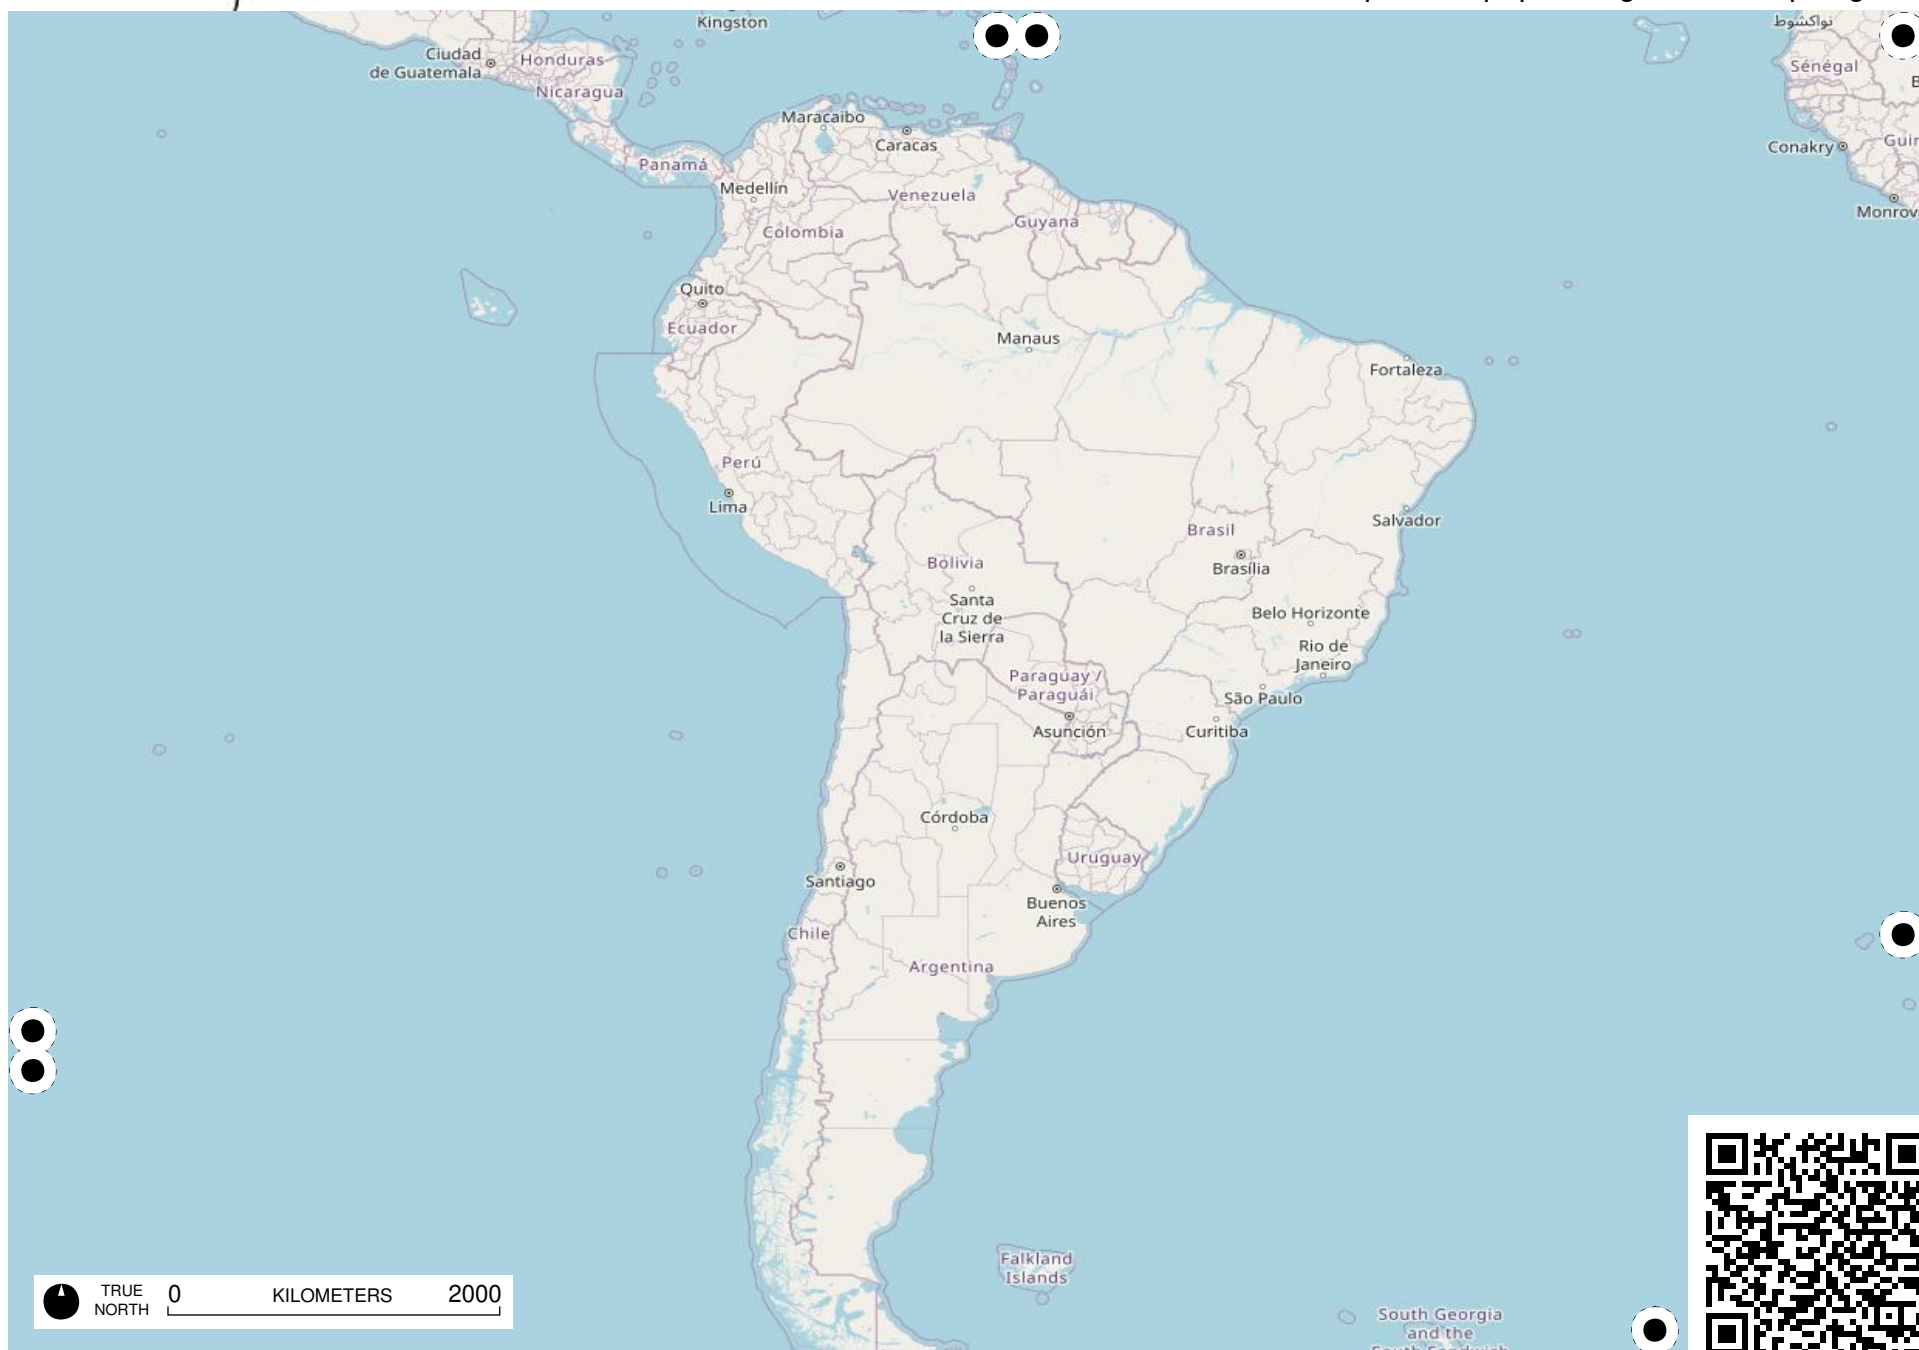 Kingston
نواكشوط
Ciudad
de Guatemala
Honduras
Nicaragua
Sénégal
Maracaibo
Caracas
Conakry
Panamá
Medellín
Venezuela
Guyana
Colombia
Quito
Ecuador
Manaus
Fortaleza
Perú
Lima
Salvador
Brasil
Brasília
Bolivia
Santa
Cruz de
la Sierra
Belo Horizonte
Rio de
Janeiro
Paraguay /
Paraguái
São Paulo
Asunción
Curitiba
Córdoba
Uruguay
Santiago
Buenos
Aires
Chile
Argentina
Falkland
Islands
TRUE
NORTH
0 KILOMETERS 2000
South Georgia
and the